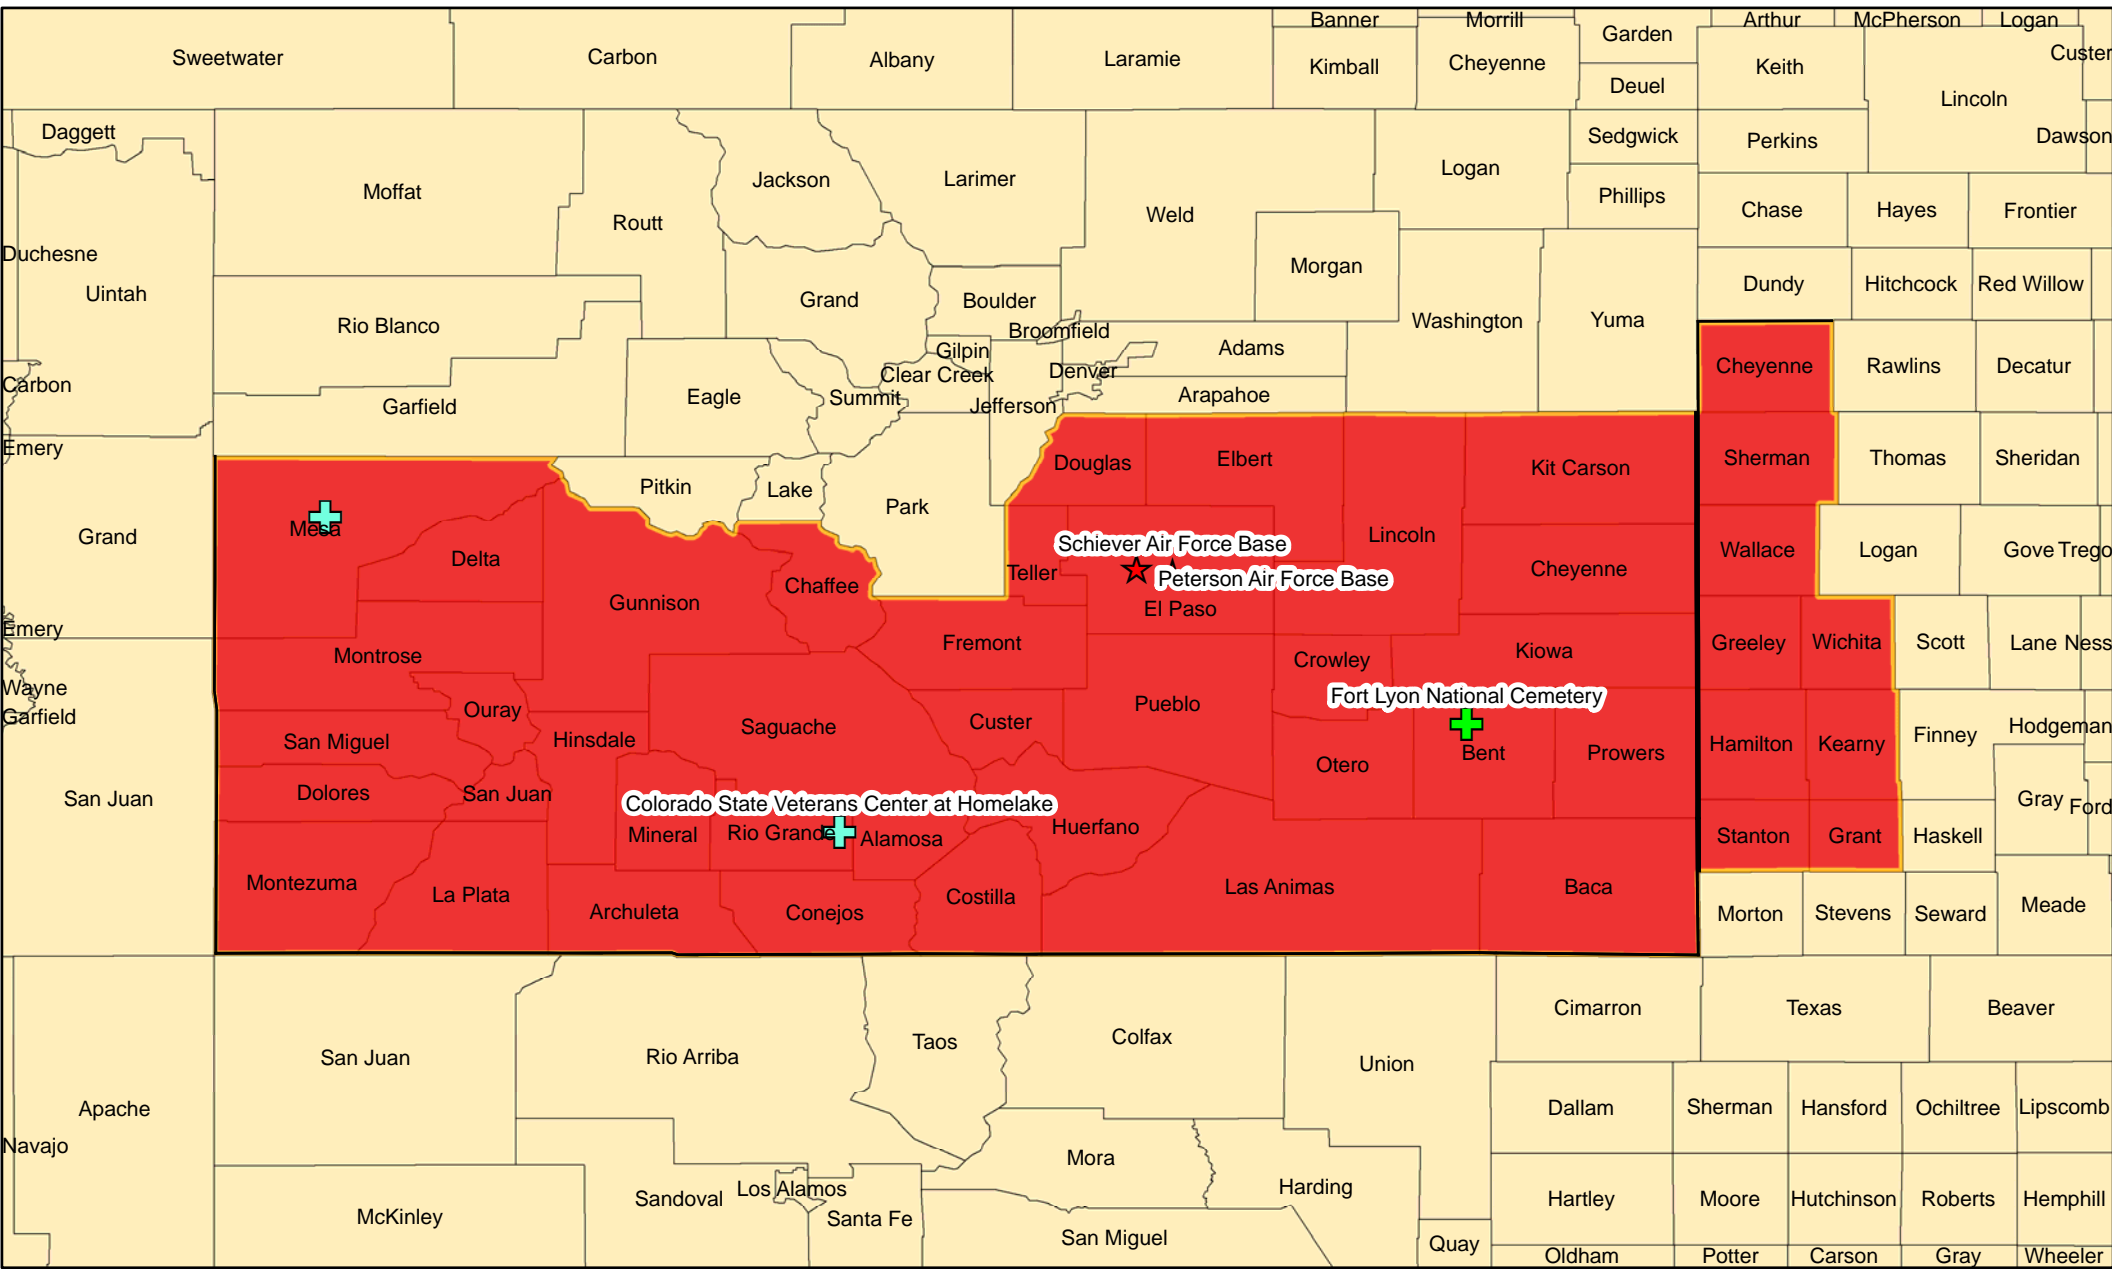 Banner
Morrill
Arthur
McPherson
Logan
Sweetwater
Carbon
Albany
Laramie
Kimball
Cheyenne
Garden
Keith
Custer
Deuel
Lincoln
Daggett
Sedgwick
Perkins
Dawson
Moffat
Jackson
Larimer
Logan
Routt
Weld
Phillips
Chase
Hayes
Frontier
Duchesne
Uintah
Morgan
Dundy
Hitchcock
Red Willow
Rio Blanco
Grand
Boulder
Broomfield
Washington
Yuma
Gilpin
Adams
Carbon
Clear Creek
Denver
Cheyenne
Rawlins
Decatur
Garfield
Eagle
Summit
Jefferson
Arapahoe
Emery
Douglas
Elbert
Kit Carson
Sherman
Thomas
Sheridan
Pitkin
Lake
Park
Grand
Mesa
Delta
Lincoln
Schiever Air Force Base
Wallace
Logan
Gove
Trego
Gunnison
Chaffee
Teller
Peterson Air Force Base
Cheyenne
El Paso
Emery
Montrose
Fremont
Crowley
Kiowa
Greeley
Wichita
Scott
Lane
Ness
Wayne
Garfield
Ouray
Saguache
Custer
Pueblo
Fort Lyon National Cemetery
San Miguel
Hinsdale
Bent
Prowers
Hamilton
Kearny
Finney
Hodgeman
Otero
San Juan
Dolores
San Juan
Colorado State Veterans Center at Homelake
Gray
Ford
Mineral
Rio Grande
Alamosa
Huerfano
Stanton
Grant
Haskell
Montezuma
La Plata
Archuleta
Conejos
Costilla
Las Animas
Baca
Morton
Stevens
Seward
Meade
San Juan
Rio Arriba
Taos
Colfax
Union
Cimarron
Texas
Beaver
Apache
Dallam
Sherman
Hansford
Ochiltree
Lipscomb
Navajo
Mora
McKinley
Sandoval
Los Alamos
Santa Fe
Harding
Hartley
Moore
Hutchinson
Roberts
Hemphill
San Miguel
Quay
Oldham
Potter
Carson
Gray
Wheeler